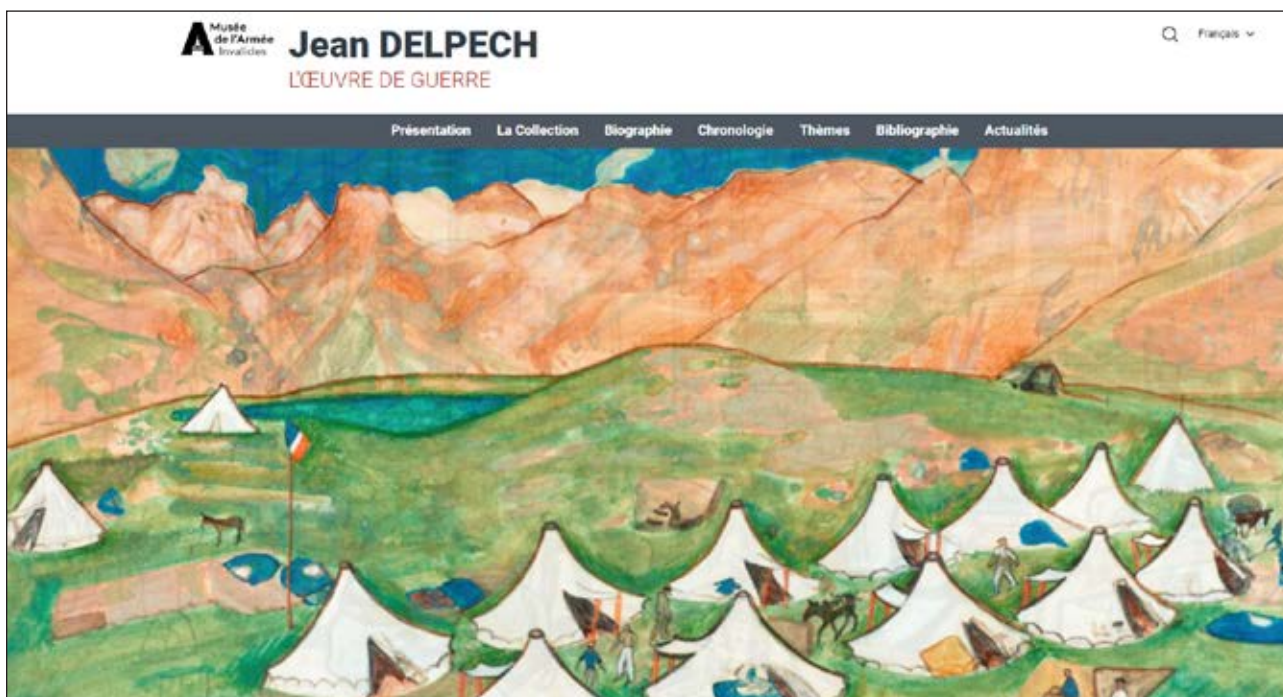 Musée
de l'Armée
Invalides
Jean DELPECH
L'ŒUVRE DE GUERRE
Français
Présentation La Collection Biographie Chronologie Thèmes Bibliographie Actualités